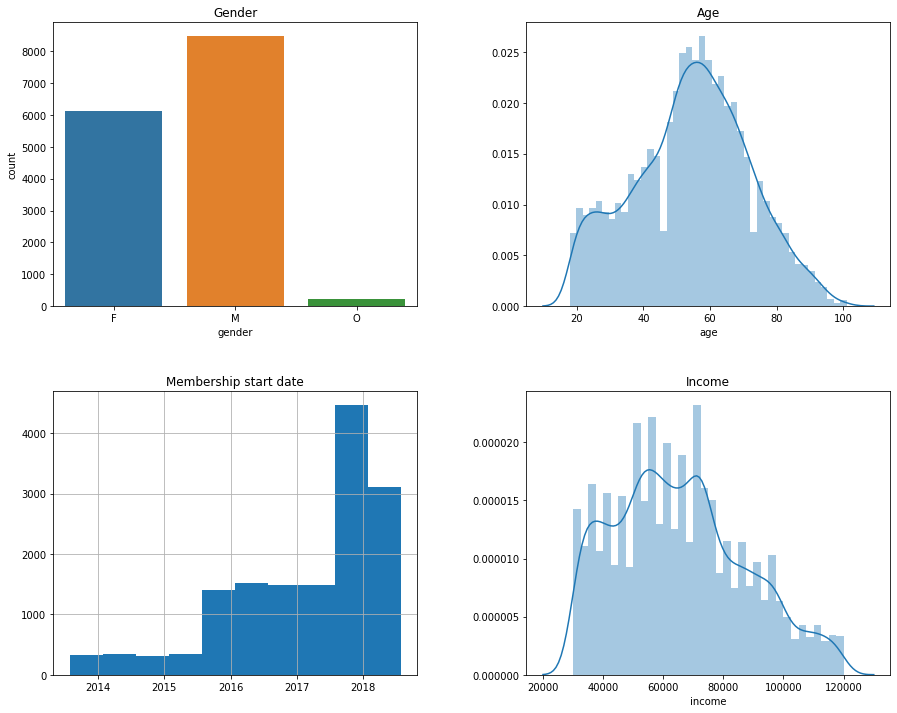 Gender
8000
7000
6000
5000
4000
3000
2000
1000
0
count
F M O
gender
Age
0.025
0.020
0.015
0.010
0.005
0.000
20 40 60 80 100
age
Membership start date
4000
3000
2000
1000
0
2014 2015 2016 2017 2018
Income
0.000020
0.000015
0.000010
0.000005
0.000000
20000 40000 60000 80000 100000 120000
income